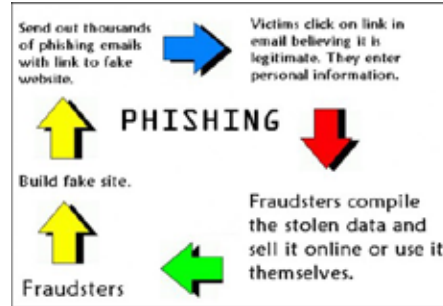 Send out thousands
of phishing emails
with link to fake
website.
Victims click on link in
email believing it is
legitimate. They enter
personal information.
PHISHING
Build fake site.
Fraudsters compile
the stolen data and
sell it online or use it
themselves.
Fraudsters